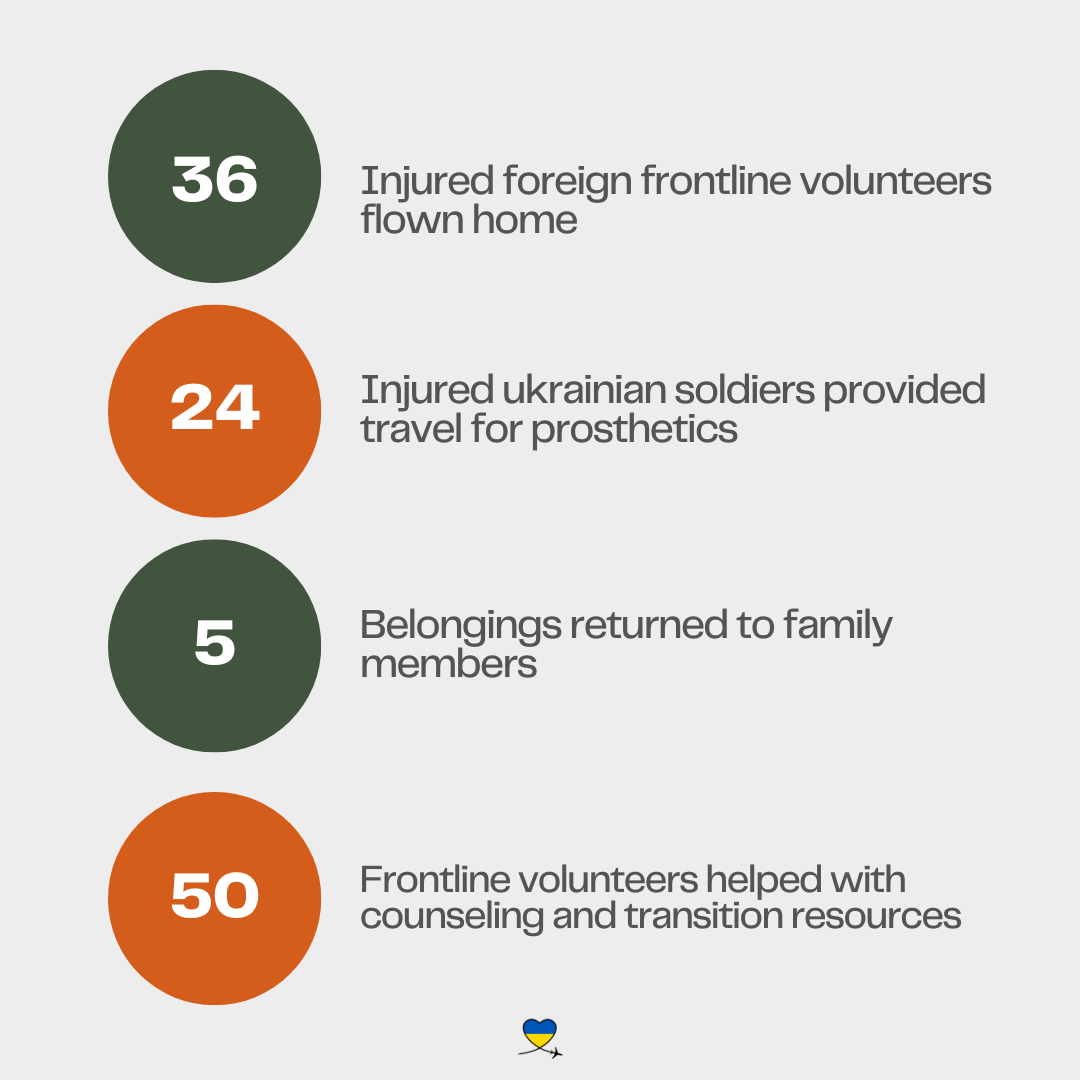 36
Injured foreign frontline volunteers
flown home
24
Injured ukrainian soldiers provided
travel for prosthetics
5
Belongings returned to family
members
50
Frontline volunteers helped with
counseling and transition resources